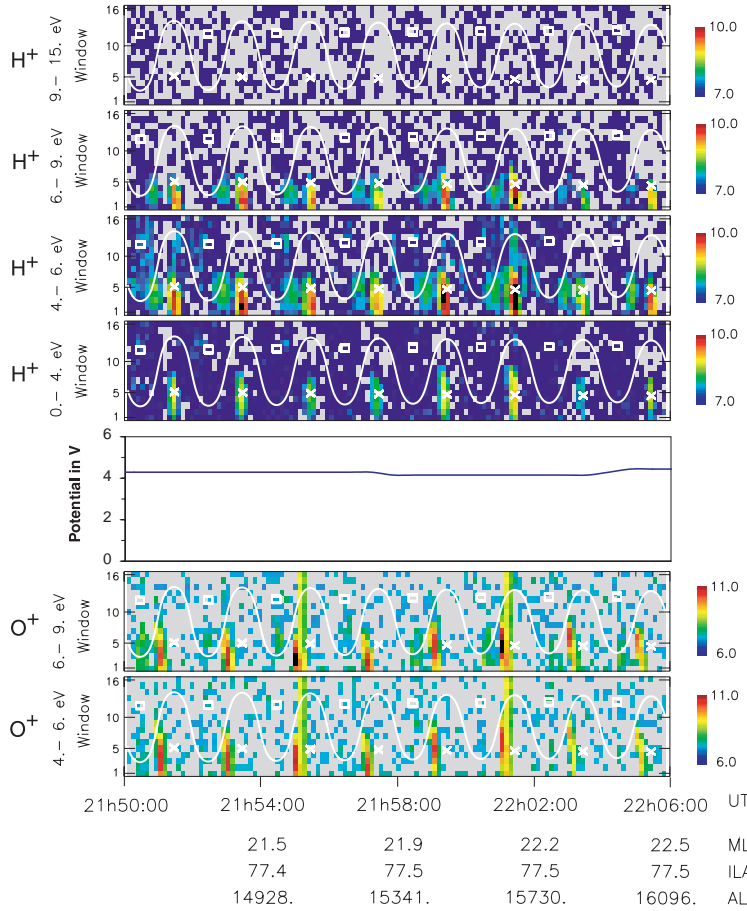 16
10
5
1
H+
9.– 15. eV
Window
10.0
7.0
16
10
5
1
H+
6.– 9. eV
Window
10.0
7.0
16
10
5
1
H+
4.– 6. eV
Window
10.0
7.0
16
10
5
1
H+
0.– 4. eV
Window
10.0
7.0
6
4
2
0
Potential in V
16
10
5
1
O+
6.– 9. eV
Window
11.0
6.0
16
10
5
1
O+
4.– 6. eV
Window
11.0
6.0
21h50:00 21h54:00 21h58:00 22h02:00 22h06:00 UT
21.5 21.9 22.2 22.5 ML
77.4 77.5 77.5 77.5 ILA
14928. 15341. 15730. 16096. AL